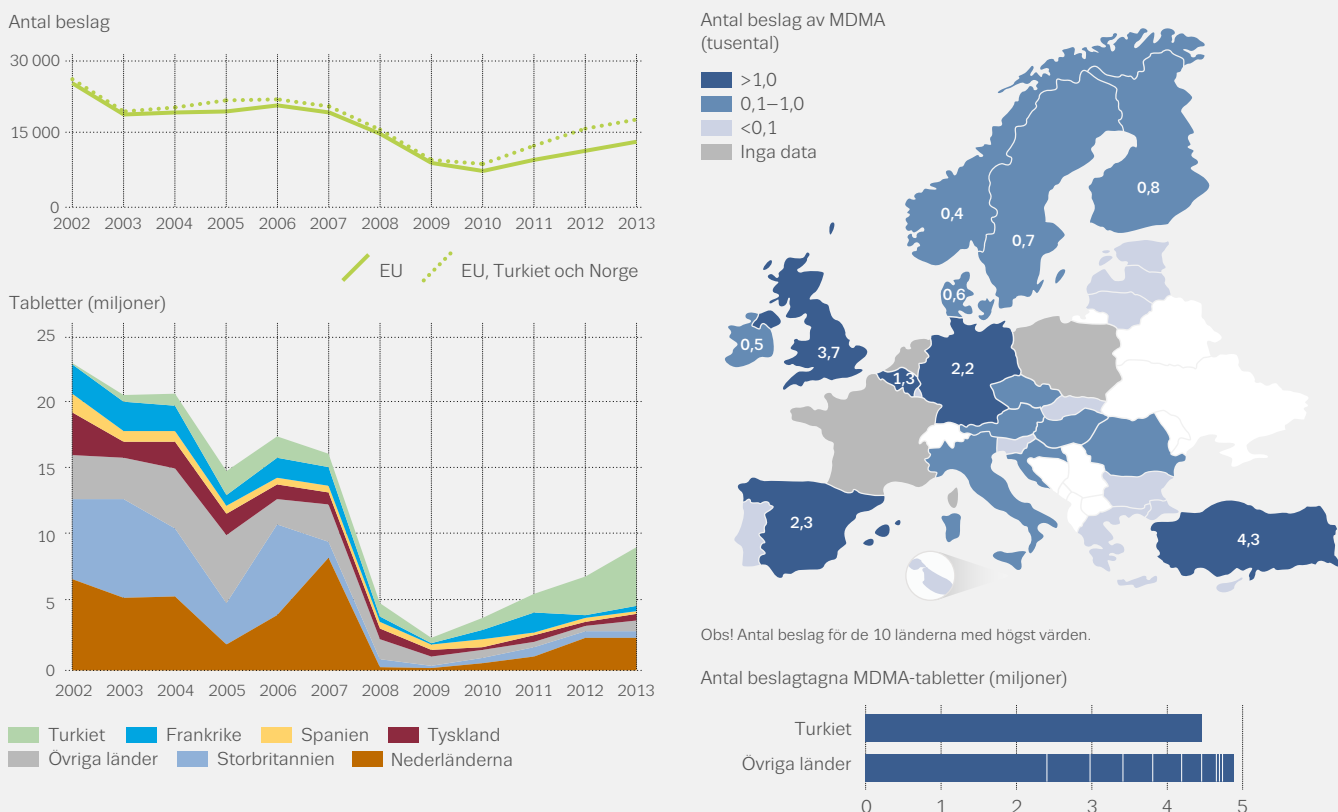 Antal beslag
30 000
15 000
0
2002 2003 2004 2005 2006 2007 2008 2009 2010 2011 2012 2013
EU EU, Turkiet och Norge
Tabletter (miljoner)
25
20
15
10
5
0
2002 2003 2004 2005 2006 2007 2008 2009 2010 2011 2012 2013
Turkiet Frankrike Spanien Tyskland
Övriga länder Storbritannien Nederländerna
Antal beslag av MDMA
(tusental)
>1,0
0,1–1,0
<0,1
Inga data
0,8
0,4
0,7
0,6
0,5
3,7
2,2
1,3
2,3
4,3
Obs! Antal beslag för de 10 länderna med högst värden.
Antal beslagtagna MDMA-tabletter (miljoner)
Turkiet
Övriga länder
0 1 2 3 4 5